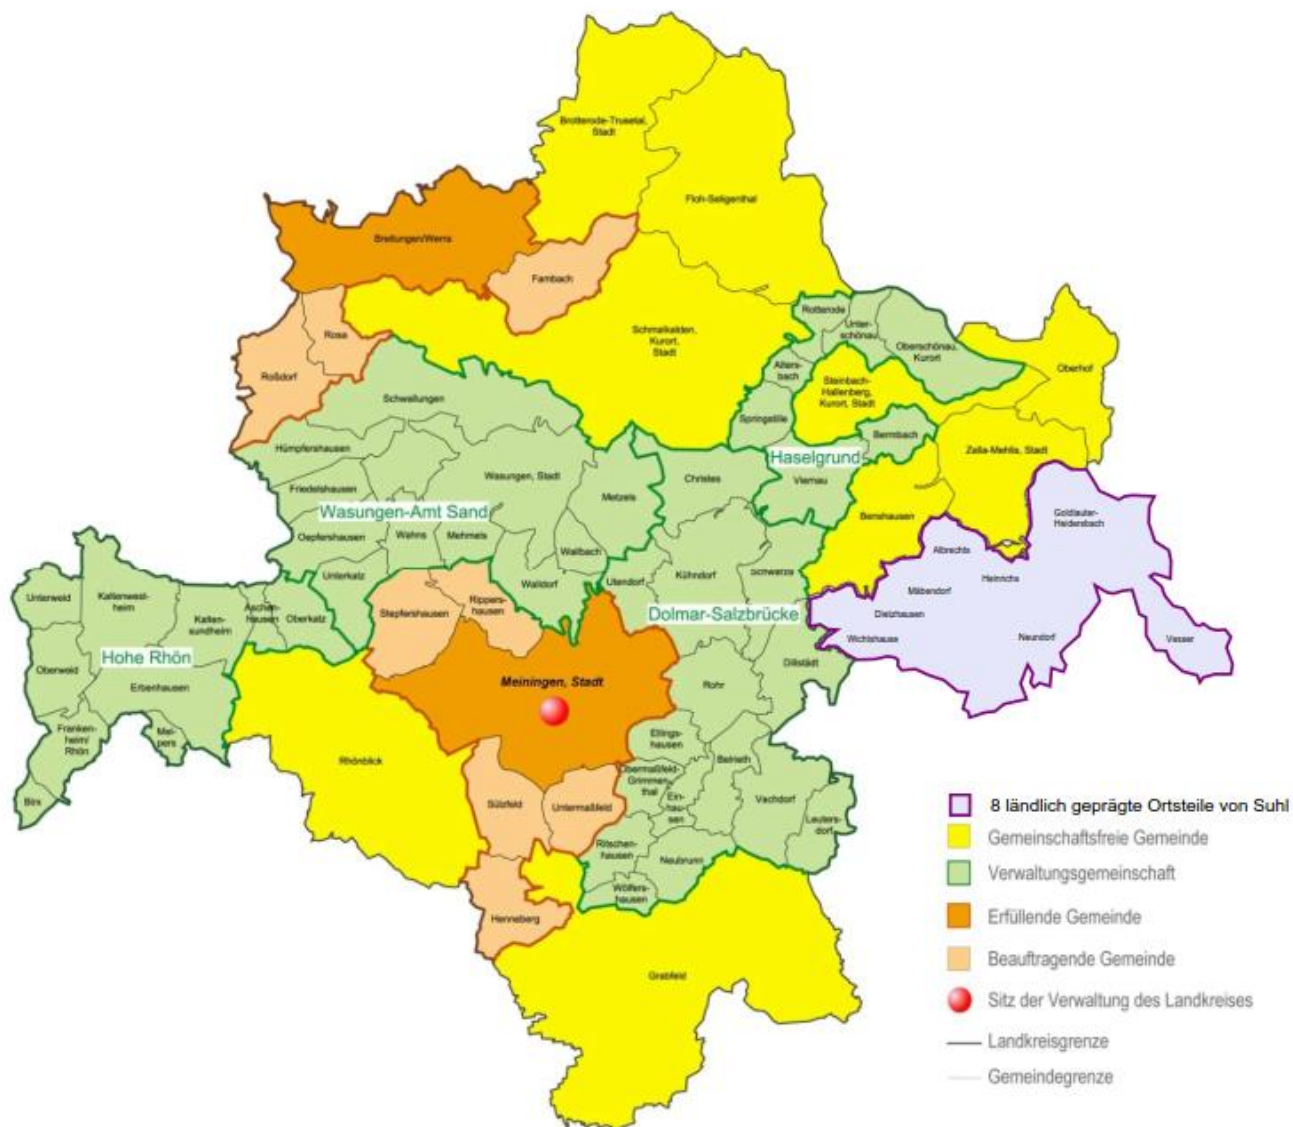 Brotterode-Trusetal,
Stadt
Floh-Seligenthal
Breitungen/Werra
Fambach
Rosa
Roßdorf
Schmalkalden,
Kurort,
Stadt
Rotterode
Unter-
schönau
Oberschönau,
Kurort
Oberhof
Alters-
bach
Steinbach-
Hallenberg,
Kurort, Stadt
Springstille
Bermbach
Haselgrund
Viernau
Zella-Mehlis, Stadt
Schwallungen
Hümpfershausen
Friedelshausen
Wasungen, Stadt
Metzels
Christes
Wasungen-Amt Sand
Oepfershausen
Wahns
Mehmels
Wallbach
Walldorf
Unterkatz
Utendorf
Kühndorf
Schwarza
Benshausen
Goldlauter-
Heidersbach
Albrechts
Heinrichs
Mäbendorf
Dietzhausen
Wichtshause
Neundorf
Vesser
Unterweid
Kaltenwest-
heim
Kalten-
sundheim
Aschen-
hausen
Oberkatz
Stepfershausen
Rippers-
hausen
Dolmar-Salzbrücke
Hohe Rhön
Oberweid
Erbenhausen
Franken-
heim/
Rhön
Mel-
pers
Birx
Meiningen, Stadt
Rohr
Dillstädt
Rhönblick
Ellings-
hausen
Obermaßfeld-
Grimmen-
thal
Ein-
hau-
sen
Belrieth
Vachdorf
Leuters-
dorf
Sülzfeld
Untermaßfeld
Ritschen-
hausen
Neubrunn
Wölfers-
hausen
Henneberg
Grabfeld
8 ländlich geprägte Ortsteile von Suhl
Gemeinschaftsfreie Gemeinde
Verwaltungsgemeinschaft
Erfüllende Gemeinde
Beauftragende Gemeinde
Sitz der Verwaltung des Landkreises
Landkreisgrenze
Gemeindegrenze